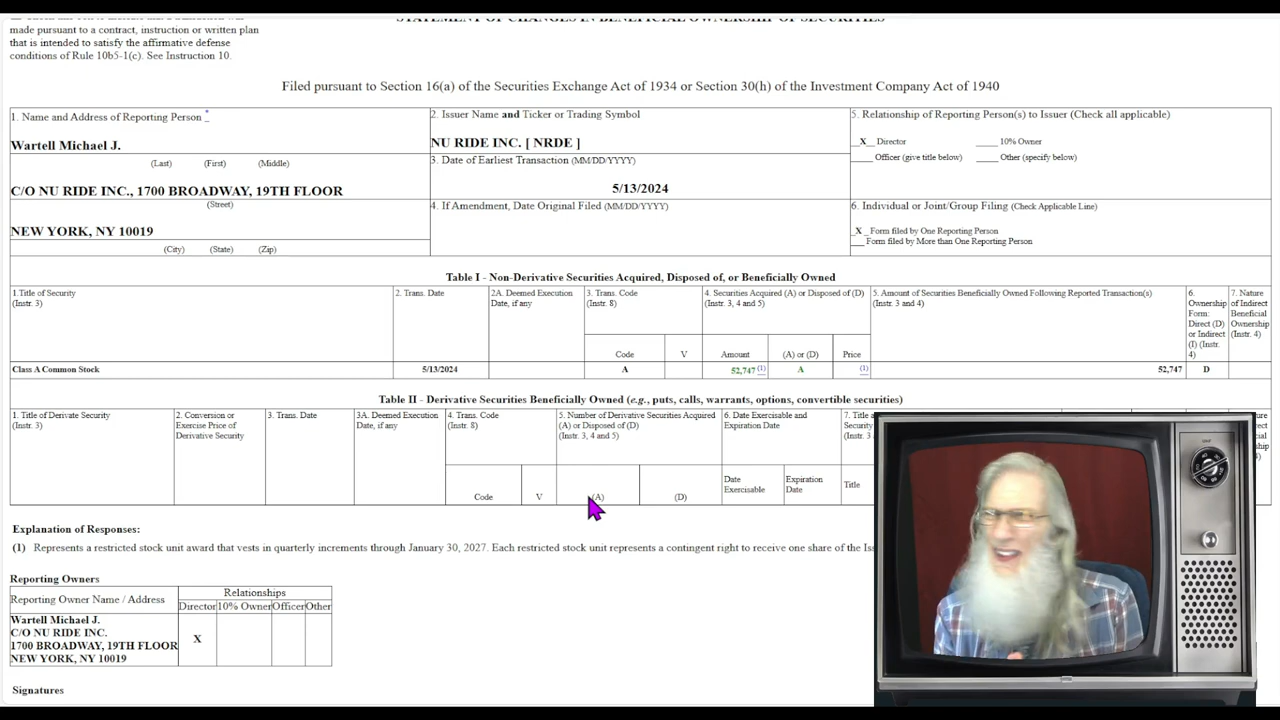 made pursuant to a contract, instruction or written plan
that is intended to satisfy the affirmative defense
conditions of Rule 10b5-1(c). See Instruction 10.
STATEMENT OF CHANGES IN BENEFICIAL OWNERSHIP OF SECURITIES
Filed pursuant to Section 16(a) of the Securities Exchange Act of 1934 or Section 30(h) of the Investment Company Act of 1940
1. Name and Address of Reporting Person *
Wartell Michael J.
(Last) (First) (Middle)
C/O NU RIDE INC., 1700 BROADWAY, 19TH FLOOR
(Street)
NEW YORK, NY 10019
(City) (State) (Zip)
2. Issuer Name and Ticker or Trading Symbol
NU RIDE INC. [ NRDE ]
3. Date of Earliest Transaction (MM/DD/YYYY)
5/13/2024
4. If Amendment, Date Original Filed (MM/DD/YYYY)
5. Relationship of Reporting Person(s) to Issuer (Check all applicable)
__X__ Director _____ 10% Owner
_____ Officer (give title below) _____ Other (specify below)
6. Individual or Joint/Group Filing (Check Applicable Line)
_X_ Form filed by One Reporting Person
___ Form filed by More than One Reporting Person
Table I - Non-Derivative Securities Acquired, Disposed of, or Beneficially Owned
1.Title of Security
(Instr. 3)
2. Trans. Date
2A. Deemed Execution
Date, if any
3. Trans. Code
(Instr. 8)
Code V
4. Securities Acquired (A) or Disposed of (D)
(Instr. 3, 4 and 5)
Amount (A) or (D) Price
5. Amount of Securities Beneficially Owned Following Reported Transaction(s)
(Instr. 3 and 4)
6.
Ownership
Form:
Direct (D)
or Indirect
(I) (Instr.
4)
7. Nature
of Indirect
Beneficial
Ownership
(Instr. 4)
Class A Common Stock 5/13/2024 A 52,747 (1) A (1) 52,747 D
Table II - Derivative Securities Beneficially Owned (e.g., puts, calls, warrants, options, convertible securities)
1. Title of Derivate Security
(Instr. 3)
2. Conversion or
Exercise Price of
Derivative Security
3. Trans. Date
3A. Deemed Execution
Date, if any
4. Trans. Code
(Instr. 8)
Code V
5. Number of Derivative Securities Acquired
(A) or Disposed of (D)
(Instr. 3, 4 and 5)
(A) (D)
6. Date Exercisable and
Expiration Date
Date
Exercisable
Expiration
Date
Title
Explanation of Responses:
(1) Represents a restricted stock unit award that vests in quarterly increments through January 30, 2027. Each restricted stock unit represents a contingent right to receive one share of the
Reporting Owners
Reporting Owner Name / Address
Relationships
Director 10% Owner Officer Other
Wartell Michael J.
C/O NU RIDE INC.
1700 BROADWAY, 19TH FLOOR
NEW YORK, NY 10019
X
Signatures